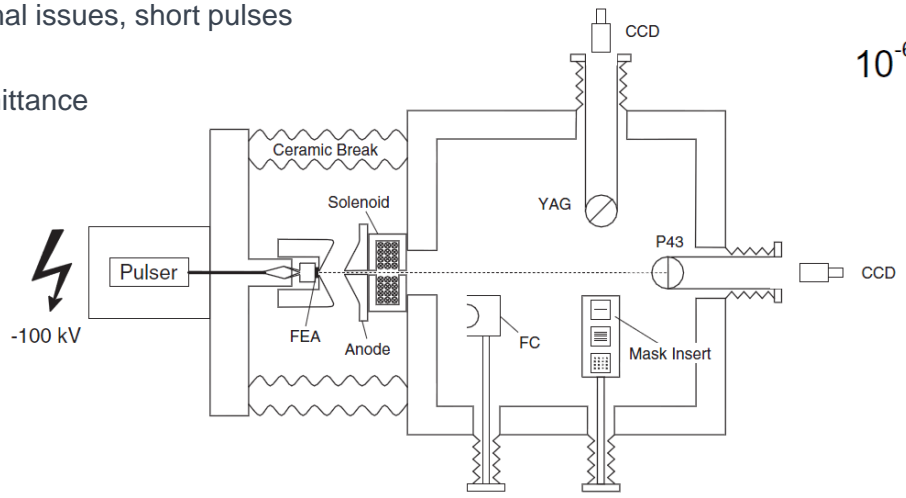 nal issues, short pulses
ittance
10⁻⁶
CCD
Ceramic Break
Solenoid
YAG
P43
Pulser
CCD
-100 kV
FEA
Anode
FC
Mask Insert